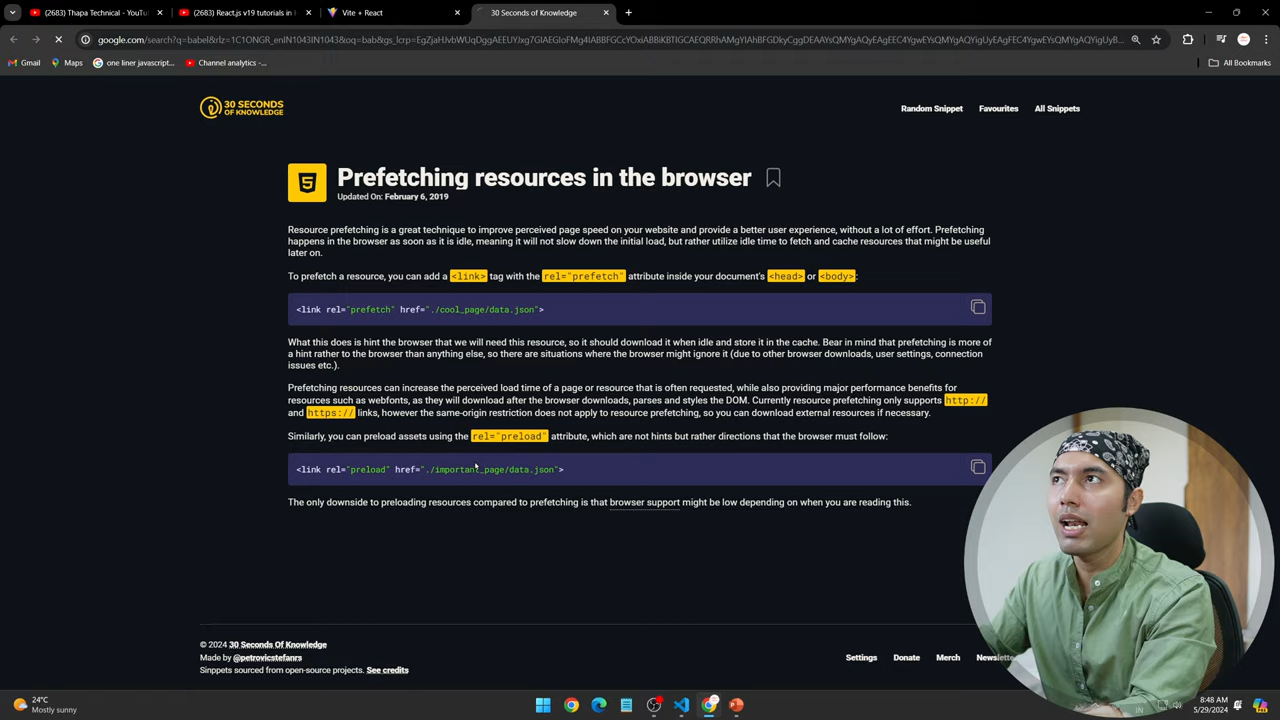 (2683) Thapa Technical - YouTu
(2683) React.js v19 tutorials in
Vite + React
30 Seconds of Knowledge
google.com/search?q=babel&rlz=1C1ONGR_enIN1043IN1043&oq=bab&gs_lcrp=
Gmail
Maps
one liner javascript...
Channel analytics -...
All Bookmarks
30 SECONDS
OF KNOWLEDGE
Random Snippet
Favourites
All Snippets
Prefetching resources in the browser
Updated On: February 6, 2019
Resource prefetching is a great technique to improve perceived page speed on your website and provide a better user experience, without a lot of effort. Prefetching
happens in the browser as soon as it is idle, meaning it will not slow down the initial load, but rather utilize idle time to fetch and cache resources that might be useful
later on.
To prefetch a resource, you can add a <link> tag with the rel="prefetch" attribute inside your document's <head> or <body>:
<link rel="prefetch" href="./cool_page/data.json">
What this does is hint the browser that we will need this resource, so it should download it when idle and store it in the cache. Bear in mind that prefetching is more of
a hint rather to the browser than anything else, so there are situations where the browser might ignore it (due to other browser downloads, user settings, connection
issues etc.).
Prefetching resources can increase the perceived load time of a page or resource that is often requested, while also providing major performance benefits for
resources such as webfonts, as they will download after the browser downloads, parses and styles the DOM. Currently resource prefetching only supports http://
and https:// links, however the same-origin restriction does not apply to resource prefetching, so you can download external resources if necessary.
Similarly, you can preload assets using the rel="preload" attribute, which are not hints but rather directions that the browser must follow:
<link rel="preload" href="./important_page/data.json">
The only downside to preloading resources compared to prefetching is that browser support might be low depending on when you are reading this.
© 2024 30 Seconds Of Knowledge
Made by @petrovicstefanrs
Sinppets sourced from open-source projects. See credits
Settings
Donate
Merch
Newslette
24°C
Mostly sunny
IN
8:48 AM
5/29/2024